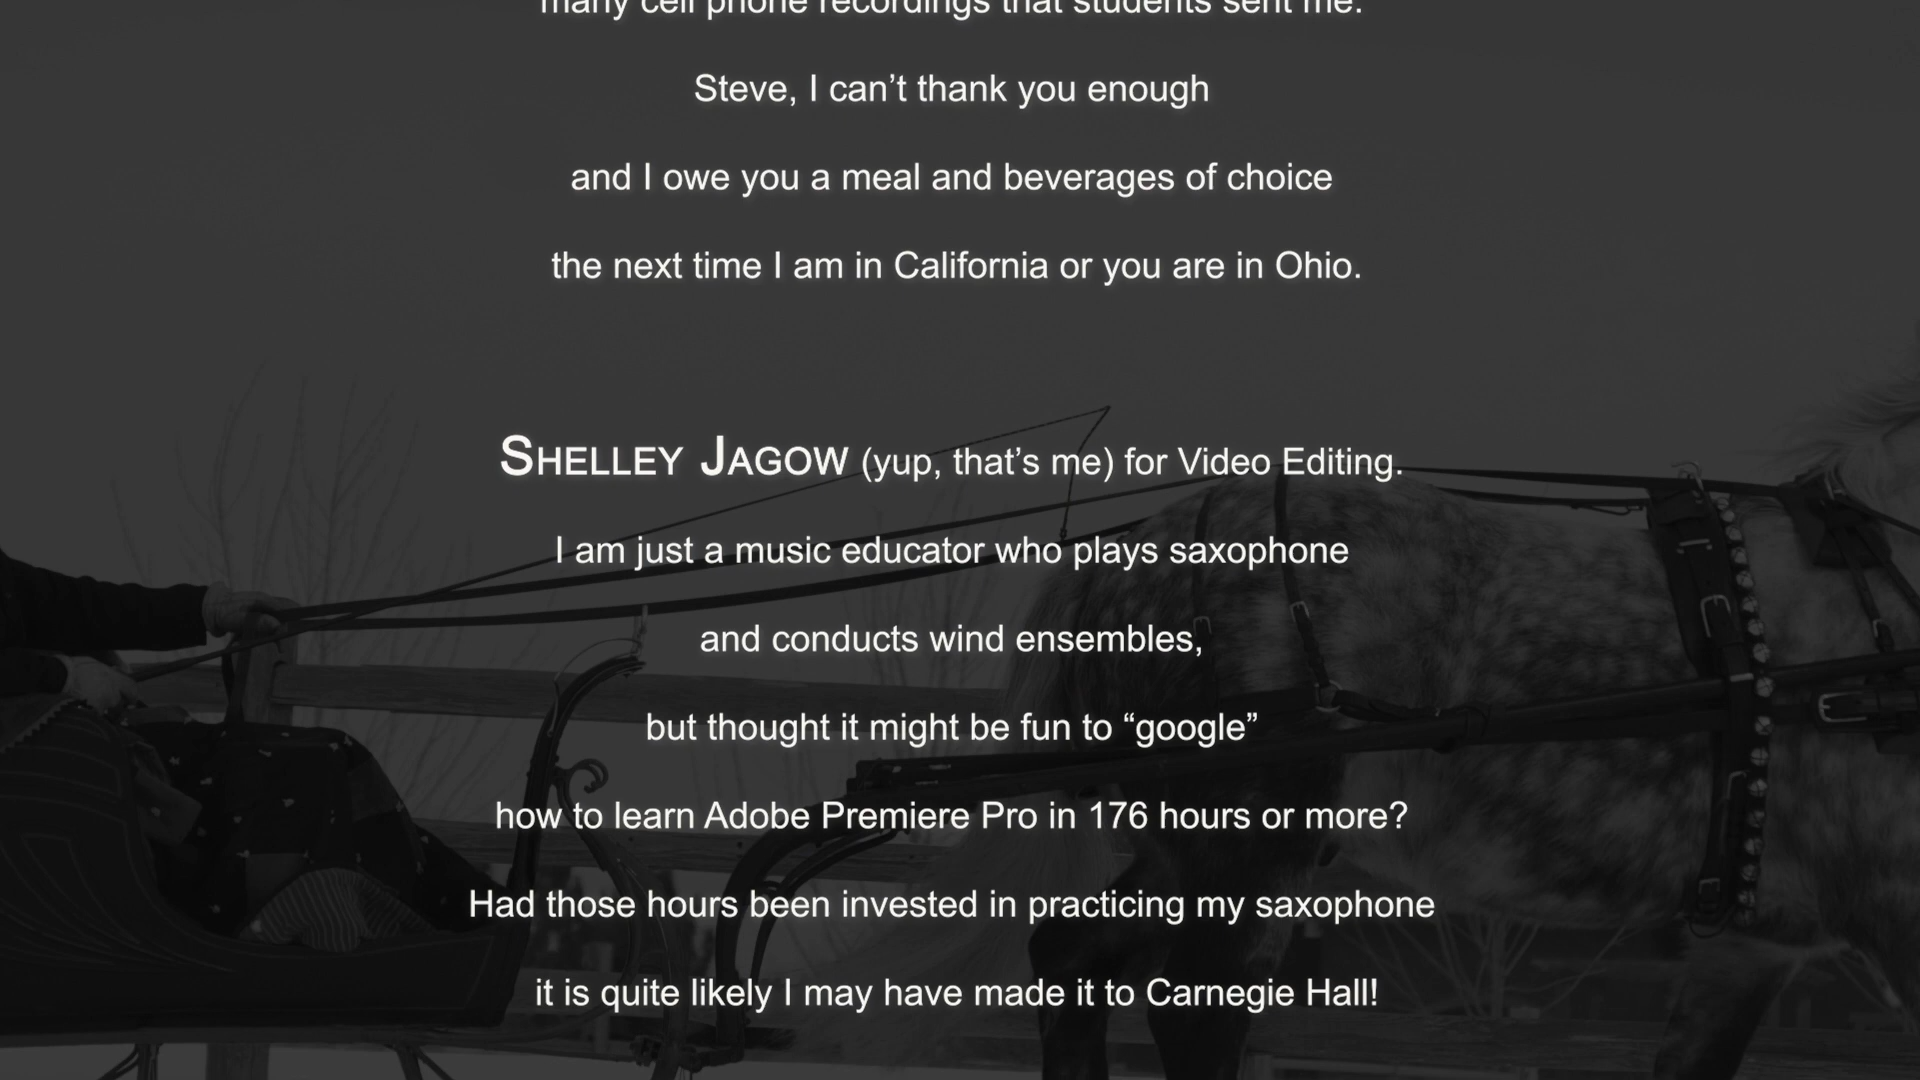 many cell phone recordings that students sent me.
Steve, I can’t thank you enough
and I owe you a meal and beverages of choice
the next time I am in California or you are in Ohio.
SHELLEY JAGOW (yup, that’s me) for Video Editing.
I am just a music educator who plays saxophone
and conducts wind ensembles,
but thought it might be fun to “google”
how to learn Adobe Premiere Pro in 176 hours or more?
Had those hours been invested in practicing my saxophone
it is quite likely I may have made it to Carnegie Hall!